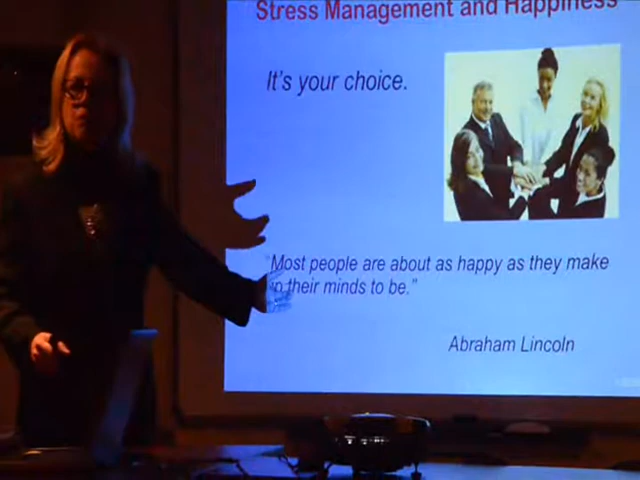 Stress Management and Happiness
It's your choice.
"Most people are about as happy as they make
up their minds to be."
Abraham Lincoln